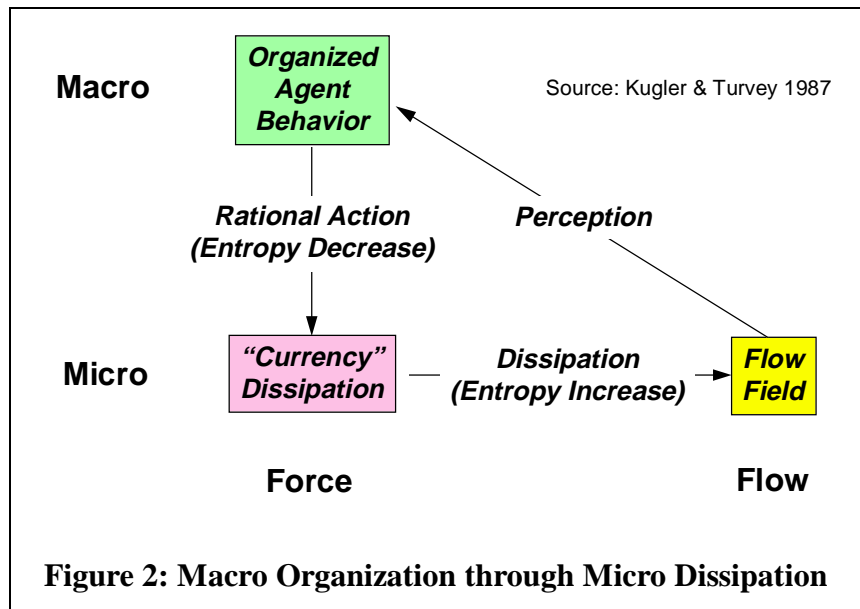 Macro
Organized
Agent
Behavior
Source: Kugler & Turvey 1987
Rational Action
(Entropy Decrease)
Perception
Micro
“Currency”
Dissipation
Dissipation
(Entropy Increase)
Flow
Field
Force
Flow
Figure 2: Macro Organization through Micro Dissipation